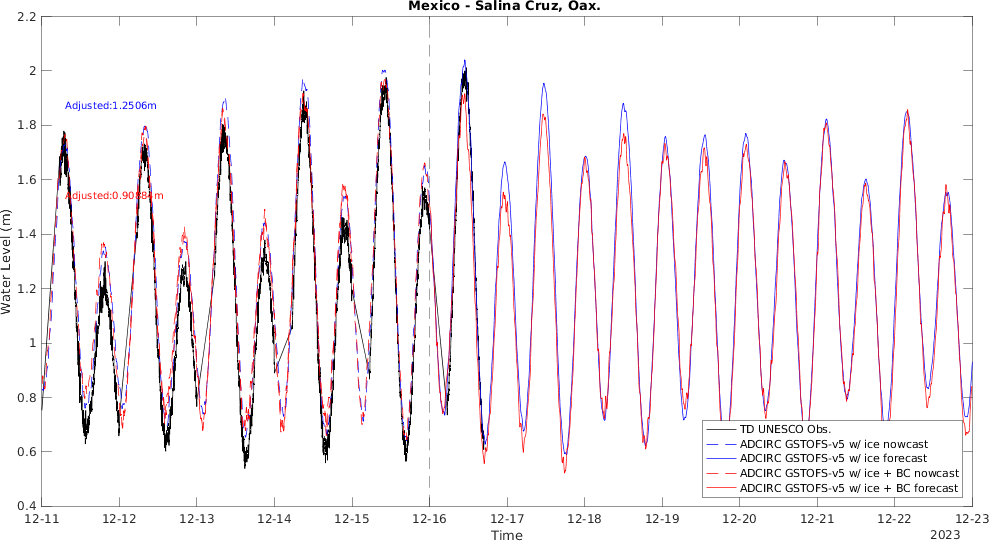 Mexico - Salina Cruz, Oax.
2.2
2
1.8
1.6
1.4
1.2
1
0.8
0.6
0.4
Water Level (m)
Adjusted:1.2506m
Adjusted:0.90884m
TD UNESCO Obs.
ADCIRC GSTOFS-v5 w/ ice nowcast
ADCIRC GSTOFS-v5 w/ ice forecast
ADCIRC GSTOFS-v5 w/ ice + BC nowcast
ADCIRC GSTOFS-v5 w/ ice + BC forecast
12-11 12-12 12-13 12-14 12-15 12-16 12-17 12-18 12-19 12-20 12-21 12-22 12-23
Time
2023